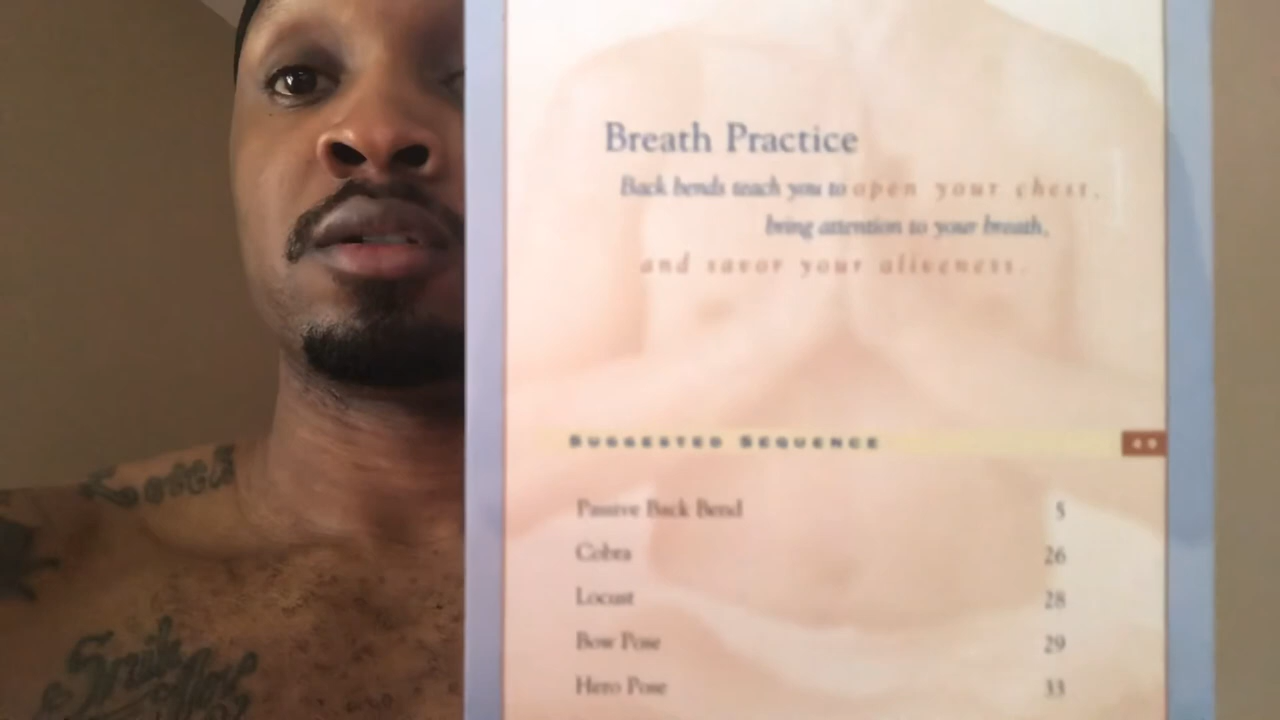 Breath Practice
Back bends teach you to open your chest,
bring attention to your breath,
and savor your aliveness.
SUGGESTED SEQUENCE 49
Passive Back Bend 5
Cobra 26
Locust 28
Bow Pose 29
Hero Pose 33